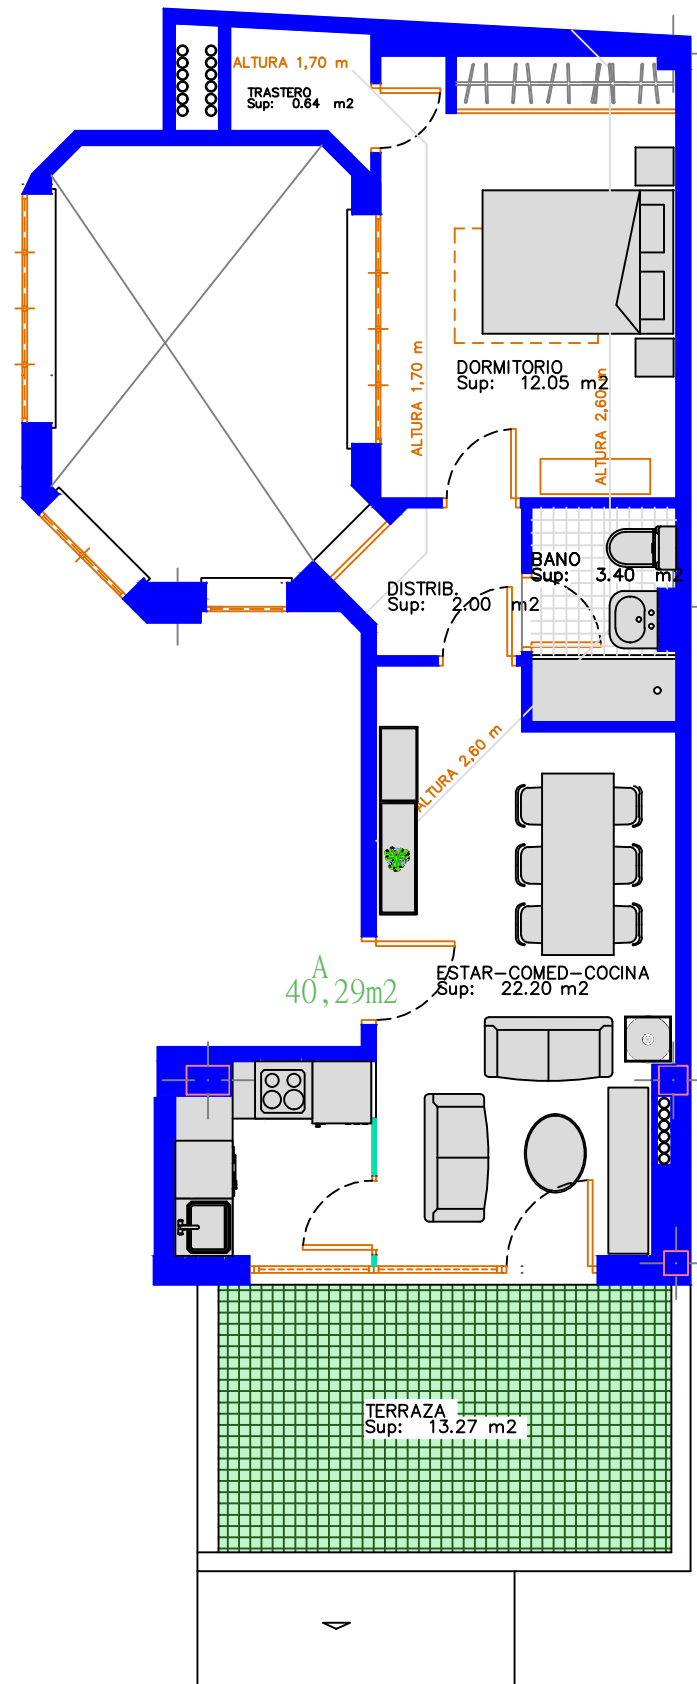 ALTURA 1,70 m
TRASTERO
Sup: 0.64 m2
DORMITORIO
Sup: 12.05 m2
ALTURA 1,70 m
ALTURA 2,60 m
BANO
Sup: 3.40 m2
DISTRIB.
Sup: 2.00 m2
ALTURA 2,60 m
A
40,29m2
ESTAR-COMED-COCINA
Sup: 22.20 m2
TERRAZA
Sup: 13.27 m2